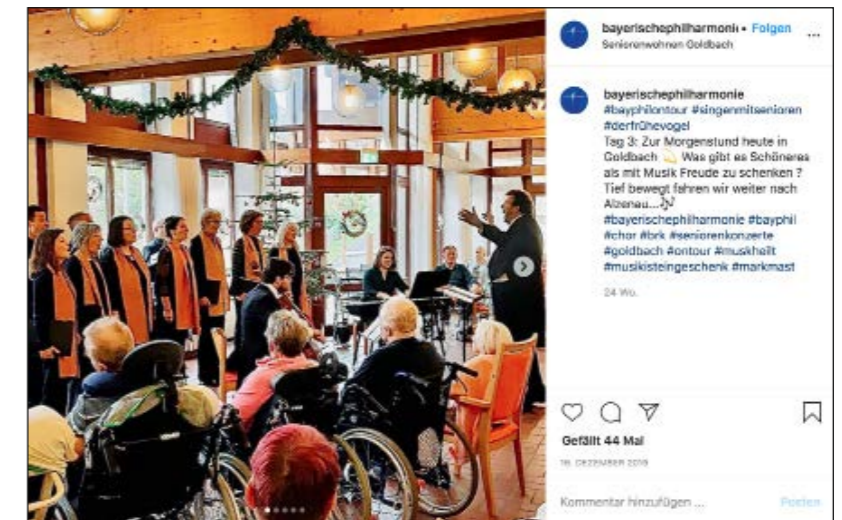 bayerischephilharmonie • Folgen
Seniorenwohnen Goldbach
bayerischephilharmonie
#bayphilontour #singenmitsenioren
#derfrühevogel
Tag 3: Zur Morgenstund heute in
Goldbach 💫 Was gibt es Schöneres
als mit Musik Freude zu schenken ?
Tief bewegt fahren wir weiter nach
Alzenau...🎶
#bayerischephilharmonie #bayphil
#chor #brk #seniorenkonzerte
#goldbach #ontour #muskheilt
#musikisteingeschenk #markmast
24 Wo.
Gefällt 44 Mal
DEZEMBER
Kommentar hinzufügen ...
Posten